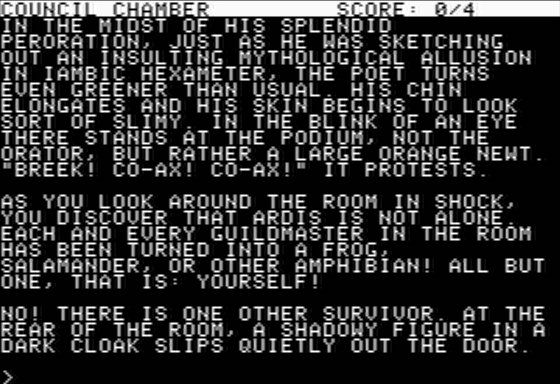 COUNCIL CHAMBER SCORE: 0/4
IN THE MIDST OF HIS SPLENDID
PERORATION, JUST AS HE WAS SKETCHING
OUT AN INSULTING MYTHOLOGICAL ALLUSION
IN IAMBIC HEXAMETER, THE POET TURNS
EVEN GREENER THAN USUAL. HIS CHIN
ELONGATES AND HIS SKIN BEGINS TO LOOK
SORT OF SLIMY. IN THE BLINK OF AN EYE
THERE STANDS AT THE PODIUM, NOT THE
ORATOR, BUT RATHER A LARGE ORANGE NEWT.
"BREEK! CO-AX! CO-AX!" IT PROTESTS.
AS YOU LOOK AROUND THE ROOM IN SHOCK,
YOU DISCOVER THAT ARDIS IS NOT ALONE.
EACH AND EVERY GUILDMASTER IN THE ROOM
HAS BEEN TURNED INTO A FROG,
SALAMANDER, OR OTHER AMPHIBIAN! ALL BUT
ONE, THAT IS: YOURSELF!
NO! THERE IS ONE OTHER SURVIVOR. AT THE
REAR OF THE ROOM, A SHADOWY FIGURE IN A
DARK CLOAK SLIPS QUIETLY OUT THE DOOR.
>